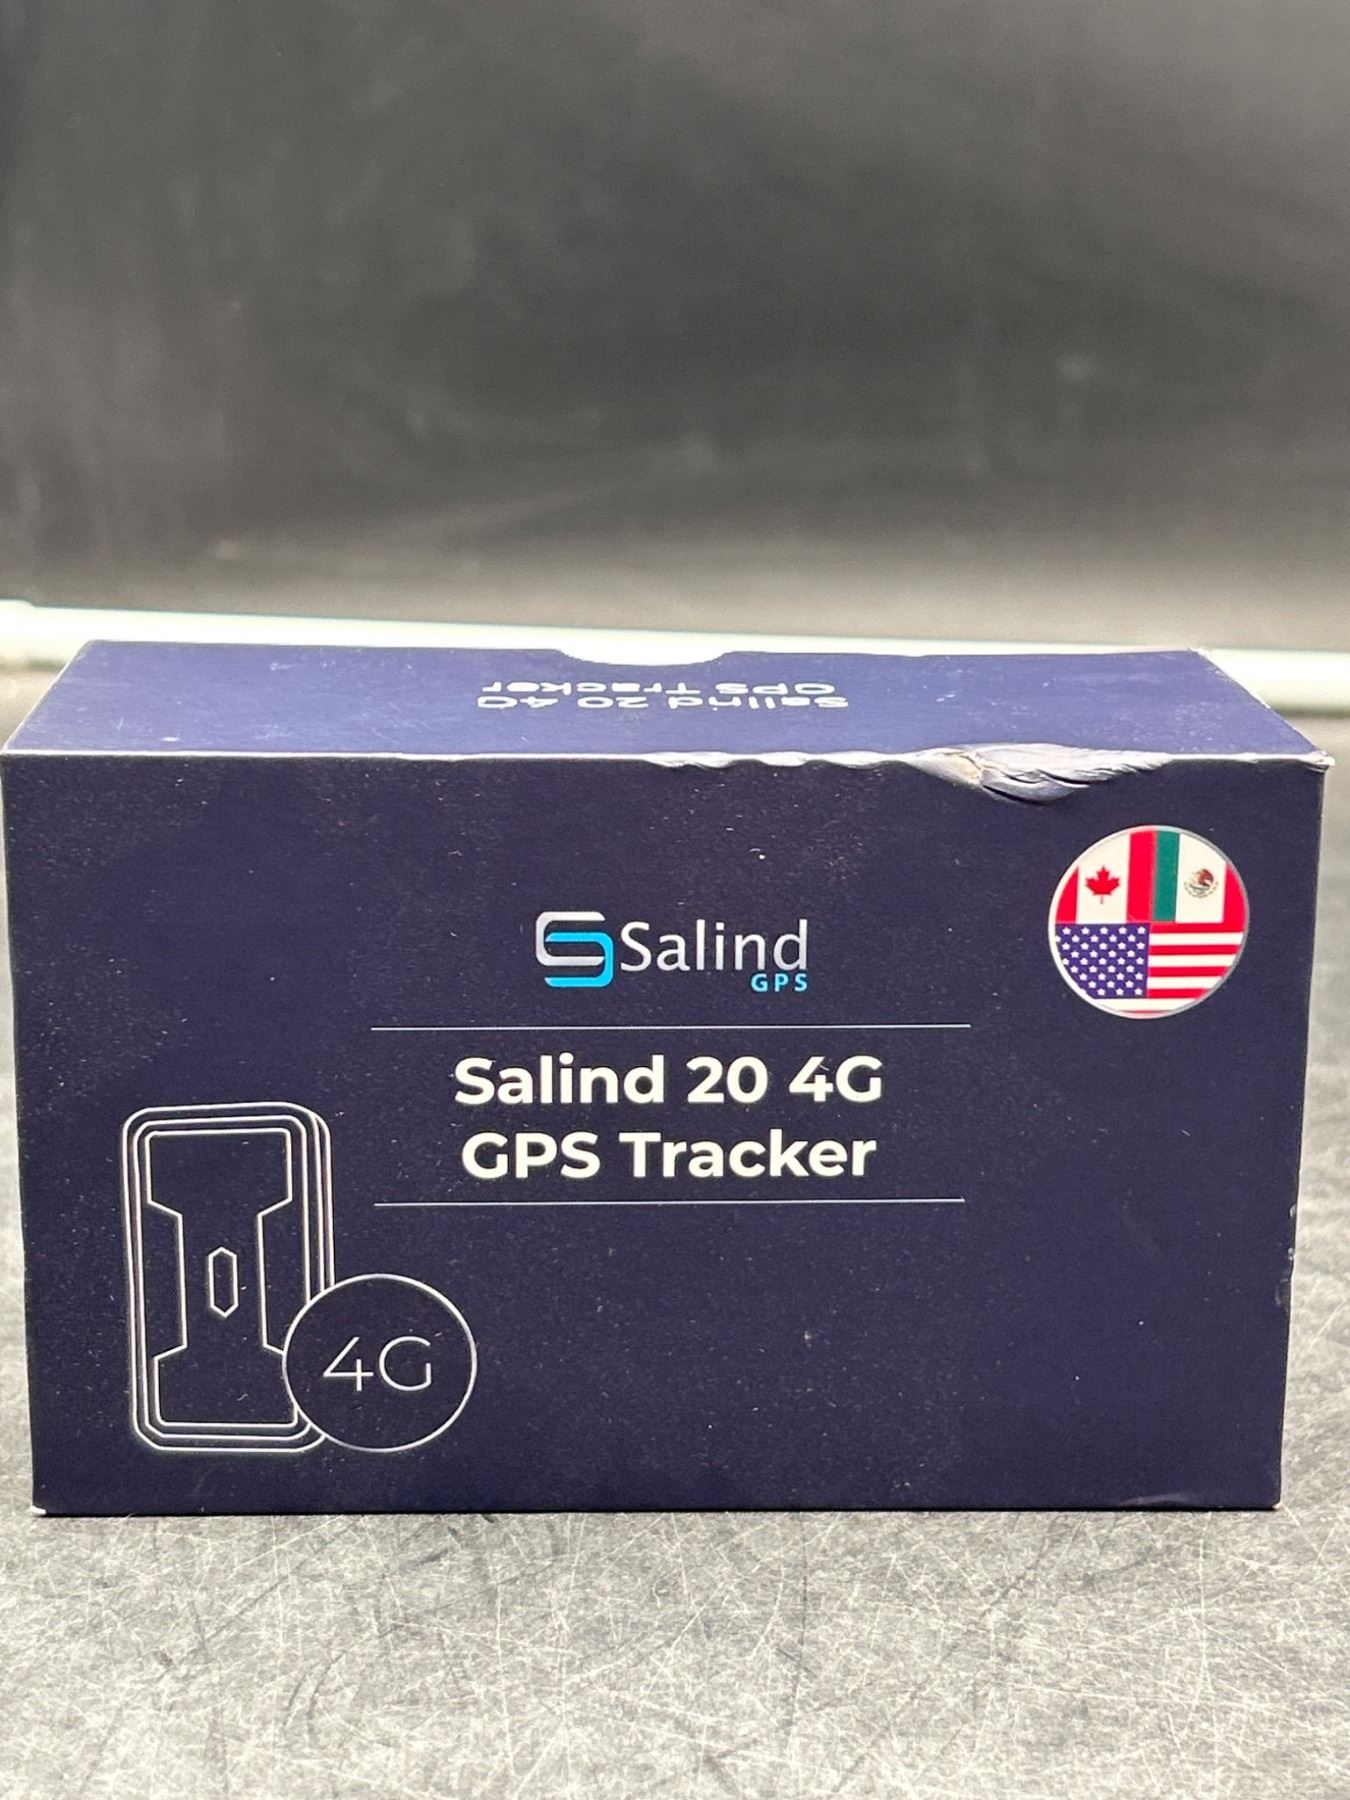 Salind 20 4G
GPS Tracker
Salind
GPS
Salind 20 4G
GPS Tracker
4G